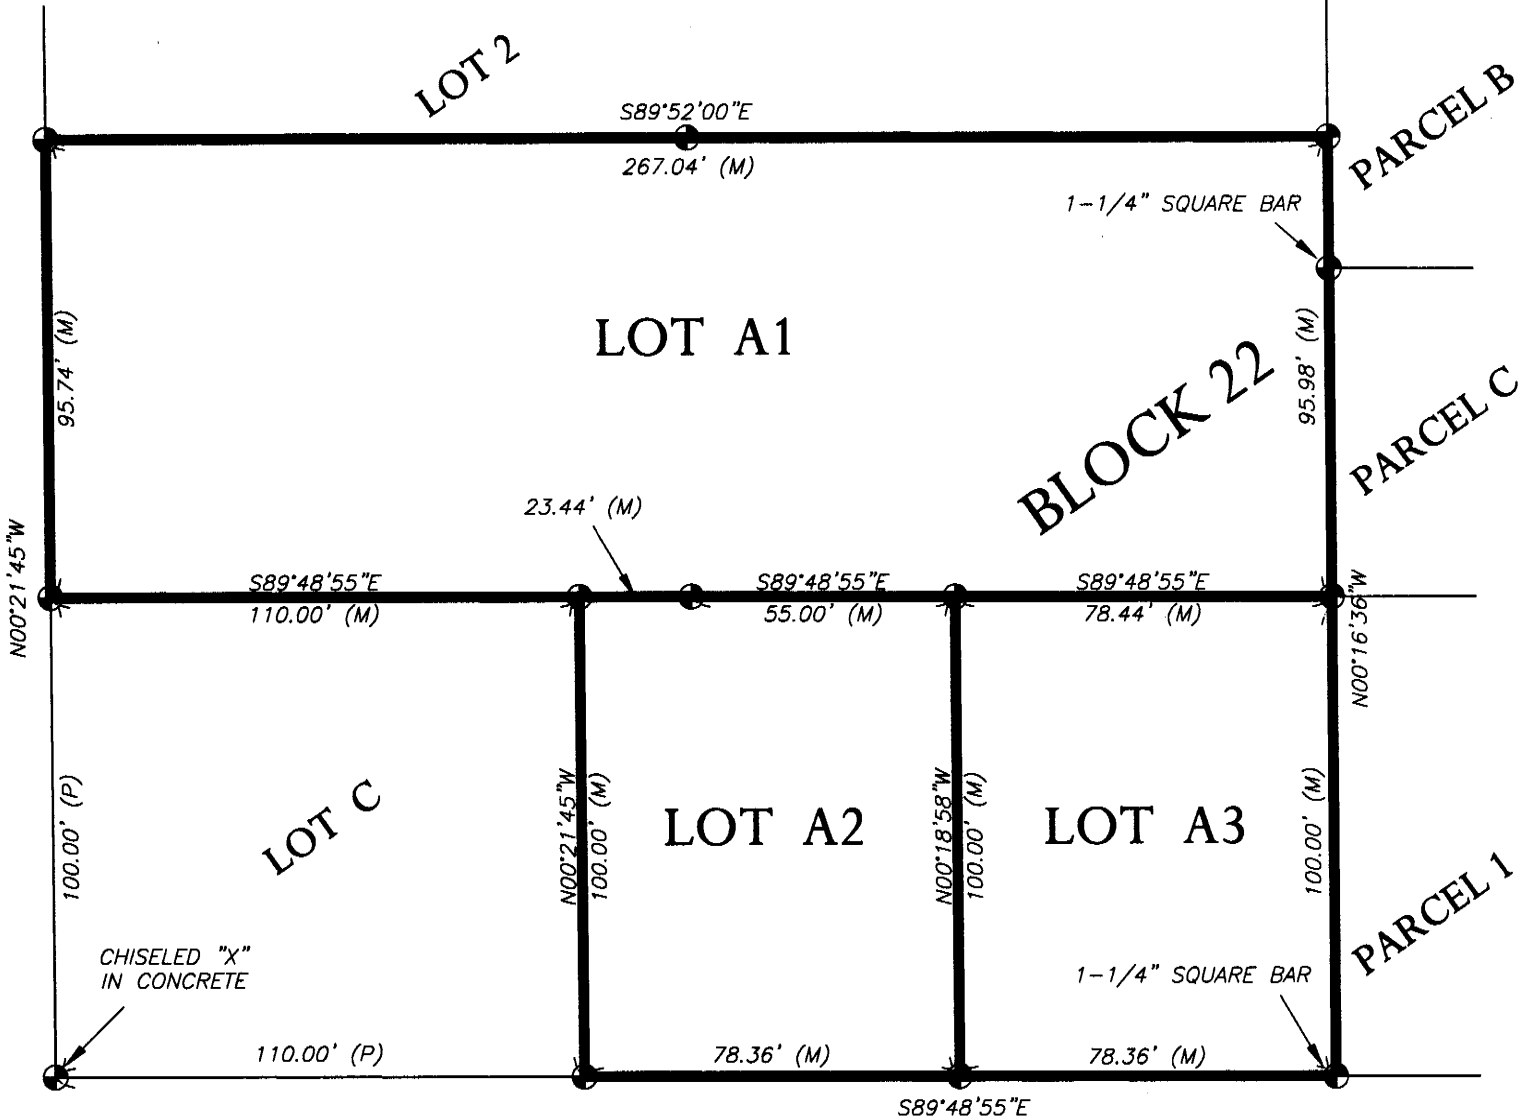 LOT 2
S89°52'00"E
267.04' (M)
PARCEL B
1-1/4" SQUARE BAR
95.74' (M)
LOT A1
BLOCK 22
95.98' (M)
PARCEL C
23.44' (M)
N00°21'45"W
S89°48'55"E
110.00' (M)
S89°48'55"E
55.00' (M)
S89°48'55"E
78.44' (M)
N00°16'36"W
100.00' (P)
LOT C
N00°21'45"W
100.00' (M)
LOT A2
N00°18'58"W
100.00' (M)
LOT A3
100.00' (M)
PARCEL 1
CHISELED "X"
IN CONCRETE
1-1/4" SQUARE BAR
110.00' (P)
78.36' (M)
78.36' (M)
S89°48'55"E